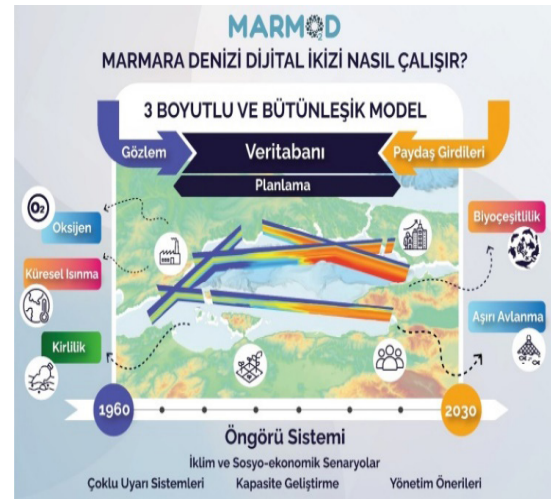 MARMOD
MARMARA DENİZİ DİJİTAL İKİZİ NASIL ÇALIŞIR?
3 BOYUTLU VE BÜTÜNLEŞİK MODEL
Gözlem
Veritabanı
Paydaş Girdileri
Planlama
O₂
Oksijen
Küresel Isınma
Kirlilik
Biyoçeşitlilik
Aşırı Avlanma
1960
2030
Öngörü Sistemi
İklim ve Sosyo-ekonomik Senaryolar
Çoklu Uyarı Sistemleri Kapasite Geliştirme Yönetim Önerileri